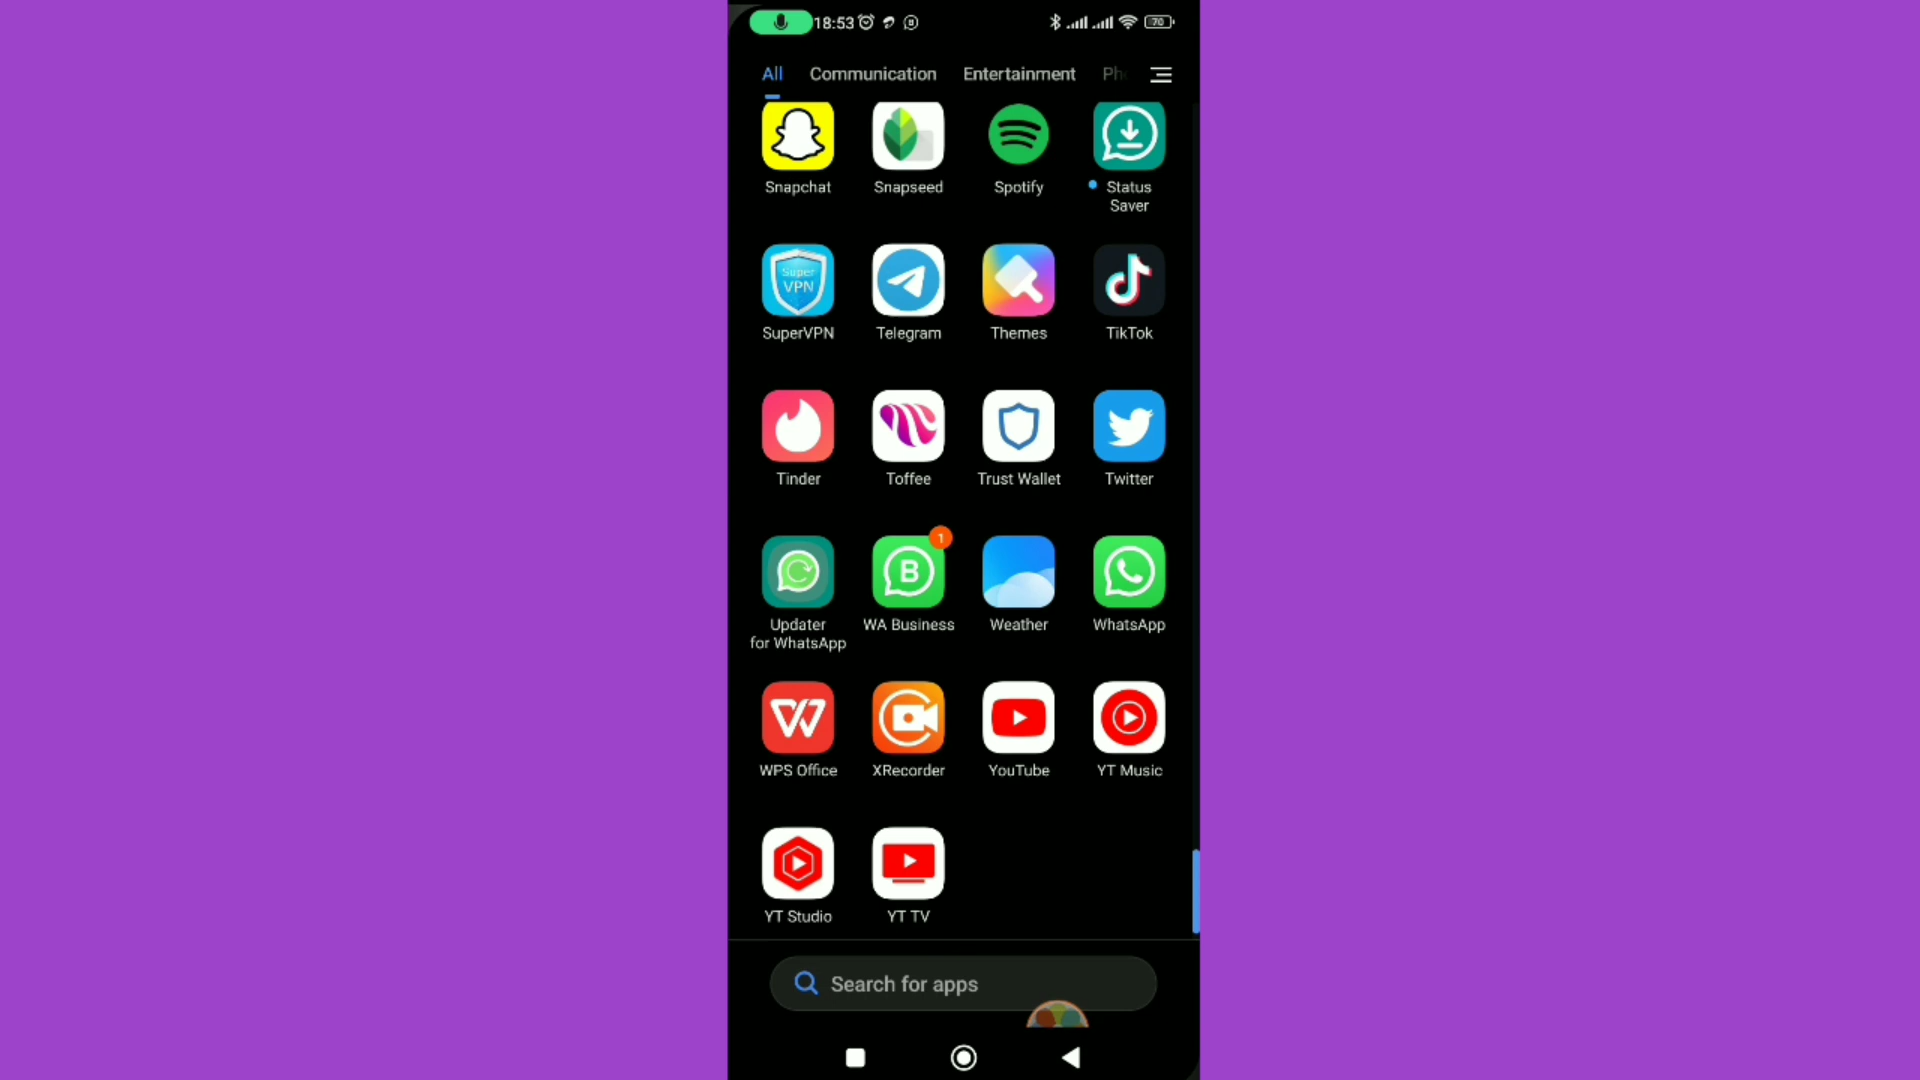 18:53
70
All Communication Entertainment Ph
Snapchat Snapseed Spotify Status
Saver
Super
VPN
SuperVPN Telegram Themes TikTok
Tinder Toffee Trust Wallet Twitter
1
B
Updater WA Business Weather WhatsApp
for WhatsApp
WPS Office XRecorder YouTube YT Music
YT Studio YT TV
Search for apps